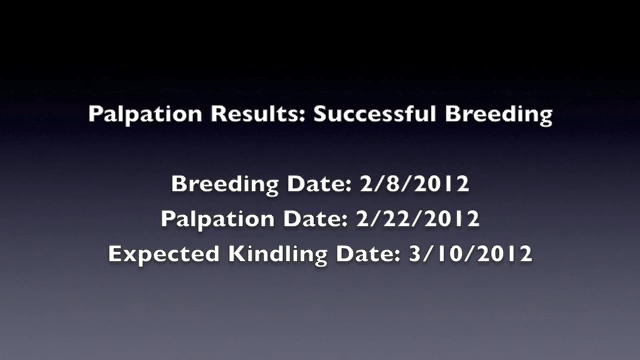 Palpation Results: Successful Breeding
Breeding Date: 2/8/2012
Palpation Date: 2/22/2012
Expected Kindling Date: 3/10/2012